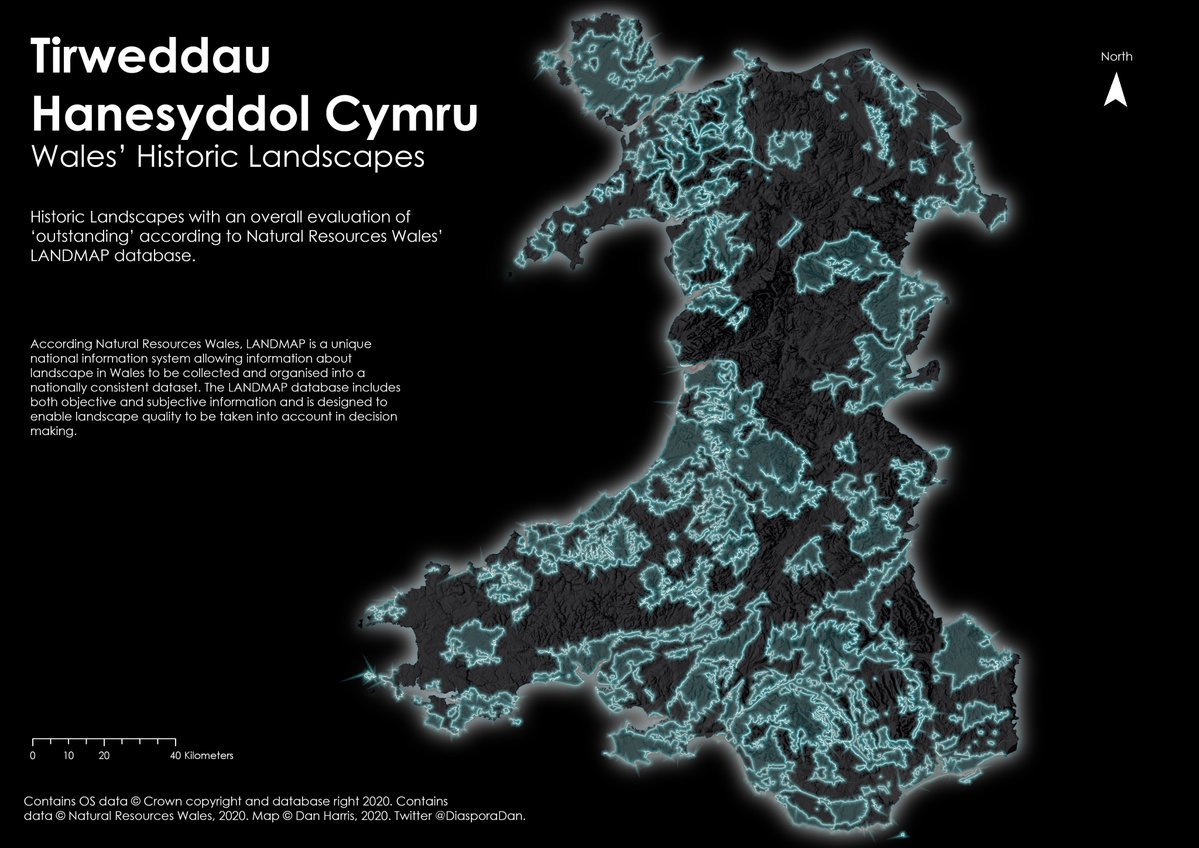 Tirweddau
Hanesyddol Cymru
Wales' Historic Landscapes
North
Historic Landscapes with an overall evaluation of
'outstanding' according to Natural Resources Wales'
LANDMAP database.
According Natural Resources Wales, LANDMAP is a unique
national information system allowing information about
landscape in Wales to be collected and organised into a
nationally consistent dataset. The LANDMAP database includes
both objective and subjective information and is designed to
enable landscape quality to be taken into account in decision
making.
0 10 20 40 Kilometers
Contains OS data © Crown copyright and database right 2020. Contains
data © Natural Resources Wales, 2020. Map © Dan Harris, 2020. Twitter @DiasporaDan.